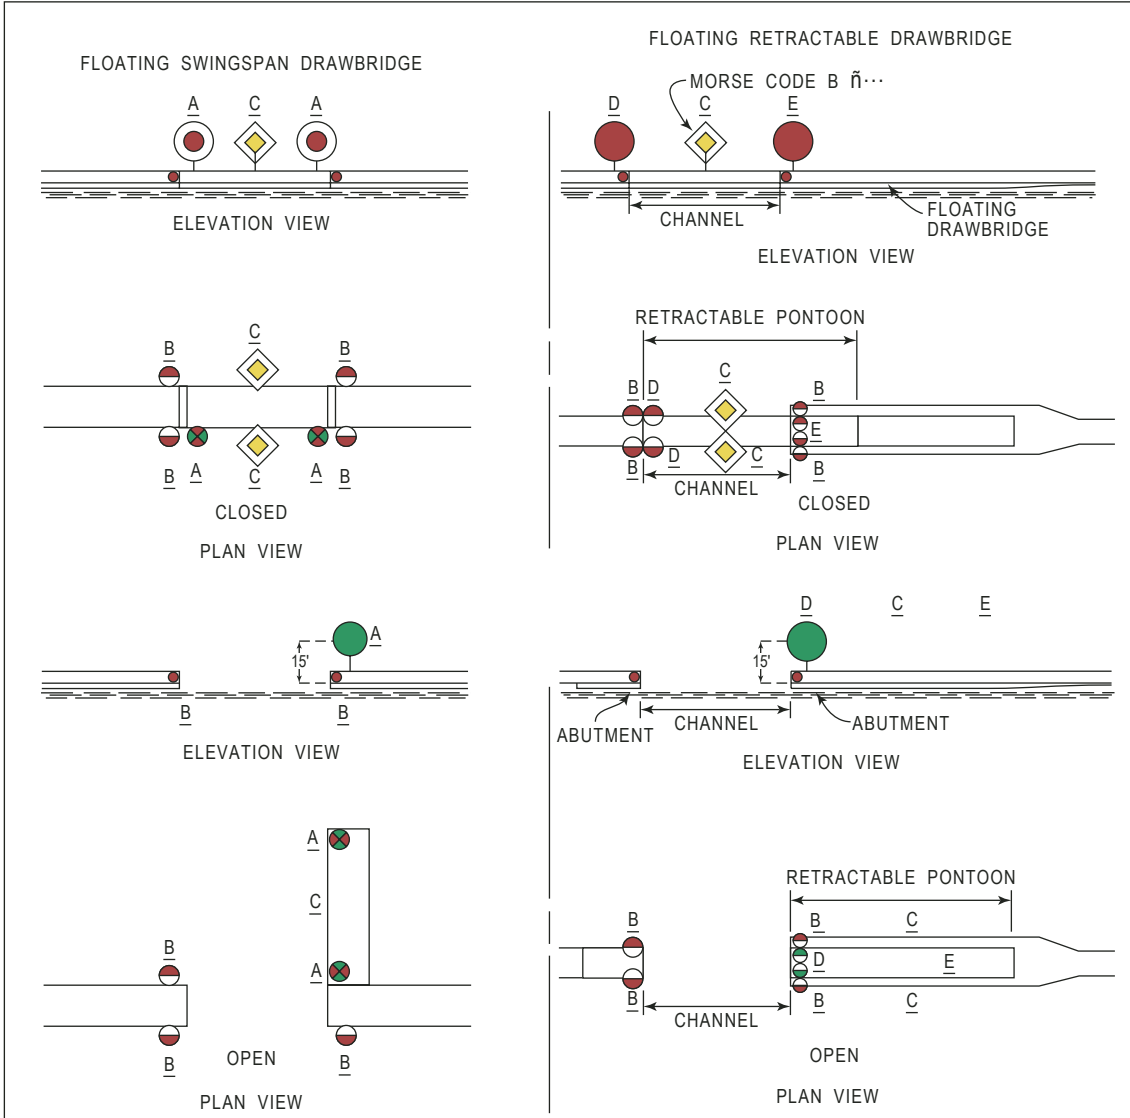 FLOATING SWINGSPAN DRAWBRIDGE
A C A
ELEVATION VIEW
C
B B
B A C A B
CLOSED
PLAN VIEW
A
15'
B B
ELEVATION VIEW
A
C
B A
B B
OPEN
PLAN VIEW
FLOATING RETRACTABLE DRAWBRIDGE
MORSE CODE B ñ···
D C E
CHANNEL
FLOATING
DRAWBRIDGE
ELEVATION VIEW
RETRACTABLE PONTOON
C
B D B
E
D C
B CHANNEL B
CLOSED
PLAN VIEW
D C E
15'
ABUTMENT CHANNEL ABUTMENT
ELEVATION VIEW
RETRACTABLE PONTOON
B B C
D E
B B C
CHANNEL
OPEN
PLAN VIEW